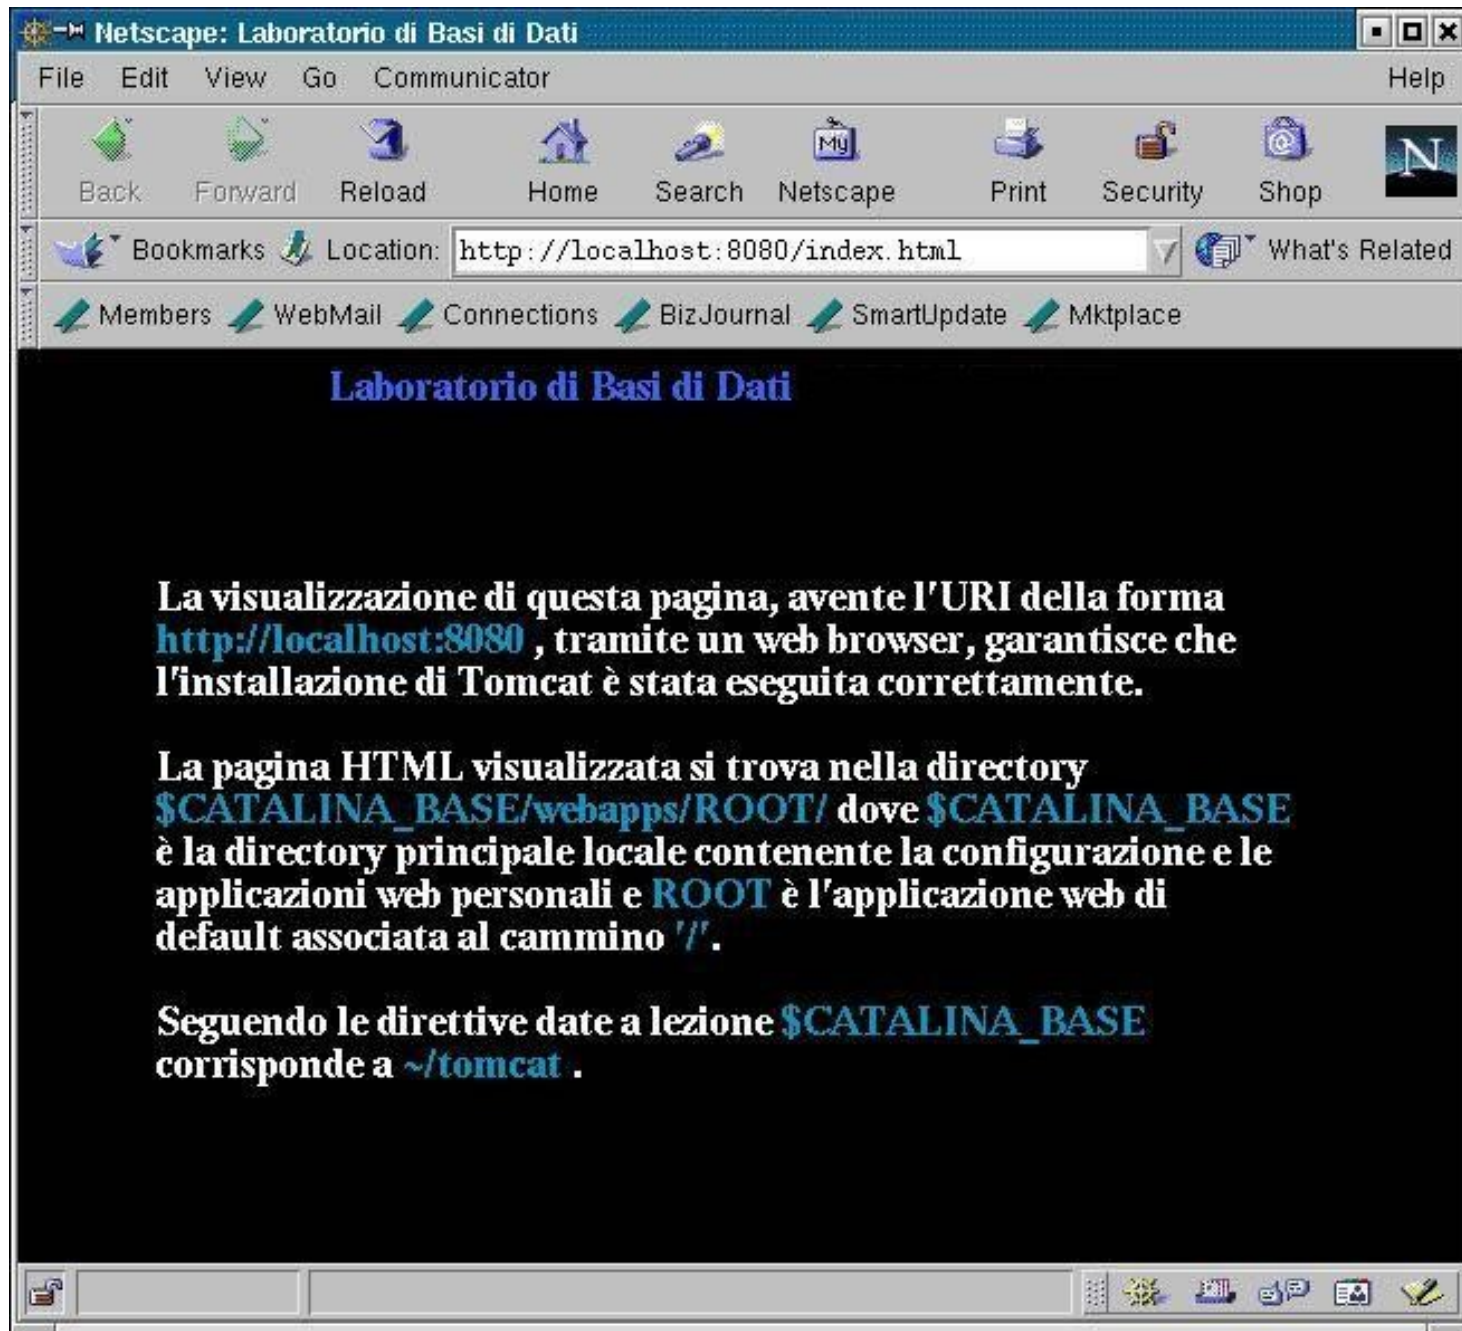 Netscape: Laboratorio di Basi di Dati
File Edit View Go Communicator Help
My N
Back Forward Reload Home Search Netscape Print Security Shop
Bookmarks Location: http://localhost:8080/index.html What's Related
Members WebMail Connections BizJournal SmartUpdate Mktplace
Laboratorio di Basi di Dati
La visualizzazione di questa pagina, avente l'URI della forma
http://localhost:8080 , tramite un web browser, garantisce che
l'installazione di Tomcat è stata eseguita correttamente.
La pagina HTML visualizzata si trova nella directory
$CATALINA_BASE/webapps/ROOT/ dove $CATALINA_BASE
è la directory principale locale contenente la configurazione e le
applicazioni web personali e ROOT è l'applicazione web di
default associata al cammino '/'.
Seguendo le direttive date a lezione $CATALINA_BASE
corrisponde a ~/tomcat .